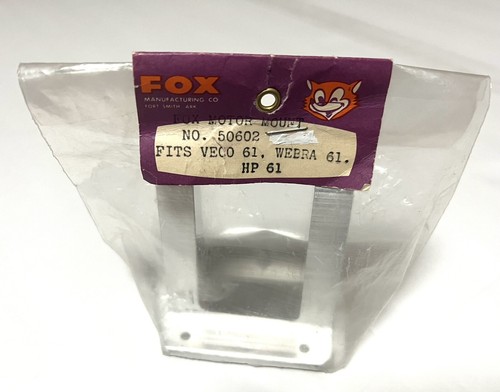 FOX
MANUFACTURING CO
FORT SMITH ARK
FOX MOTOR MOUNT
NO. 50602
FITS VECO 61, WEBRA 61.
HP 61